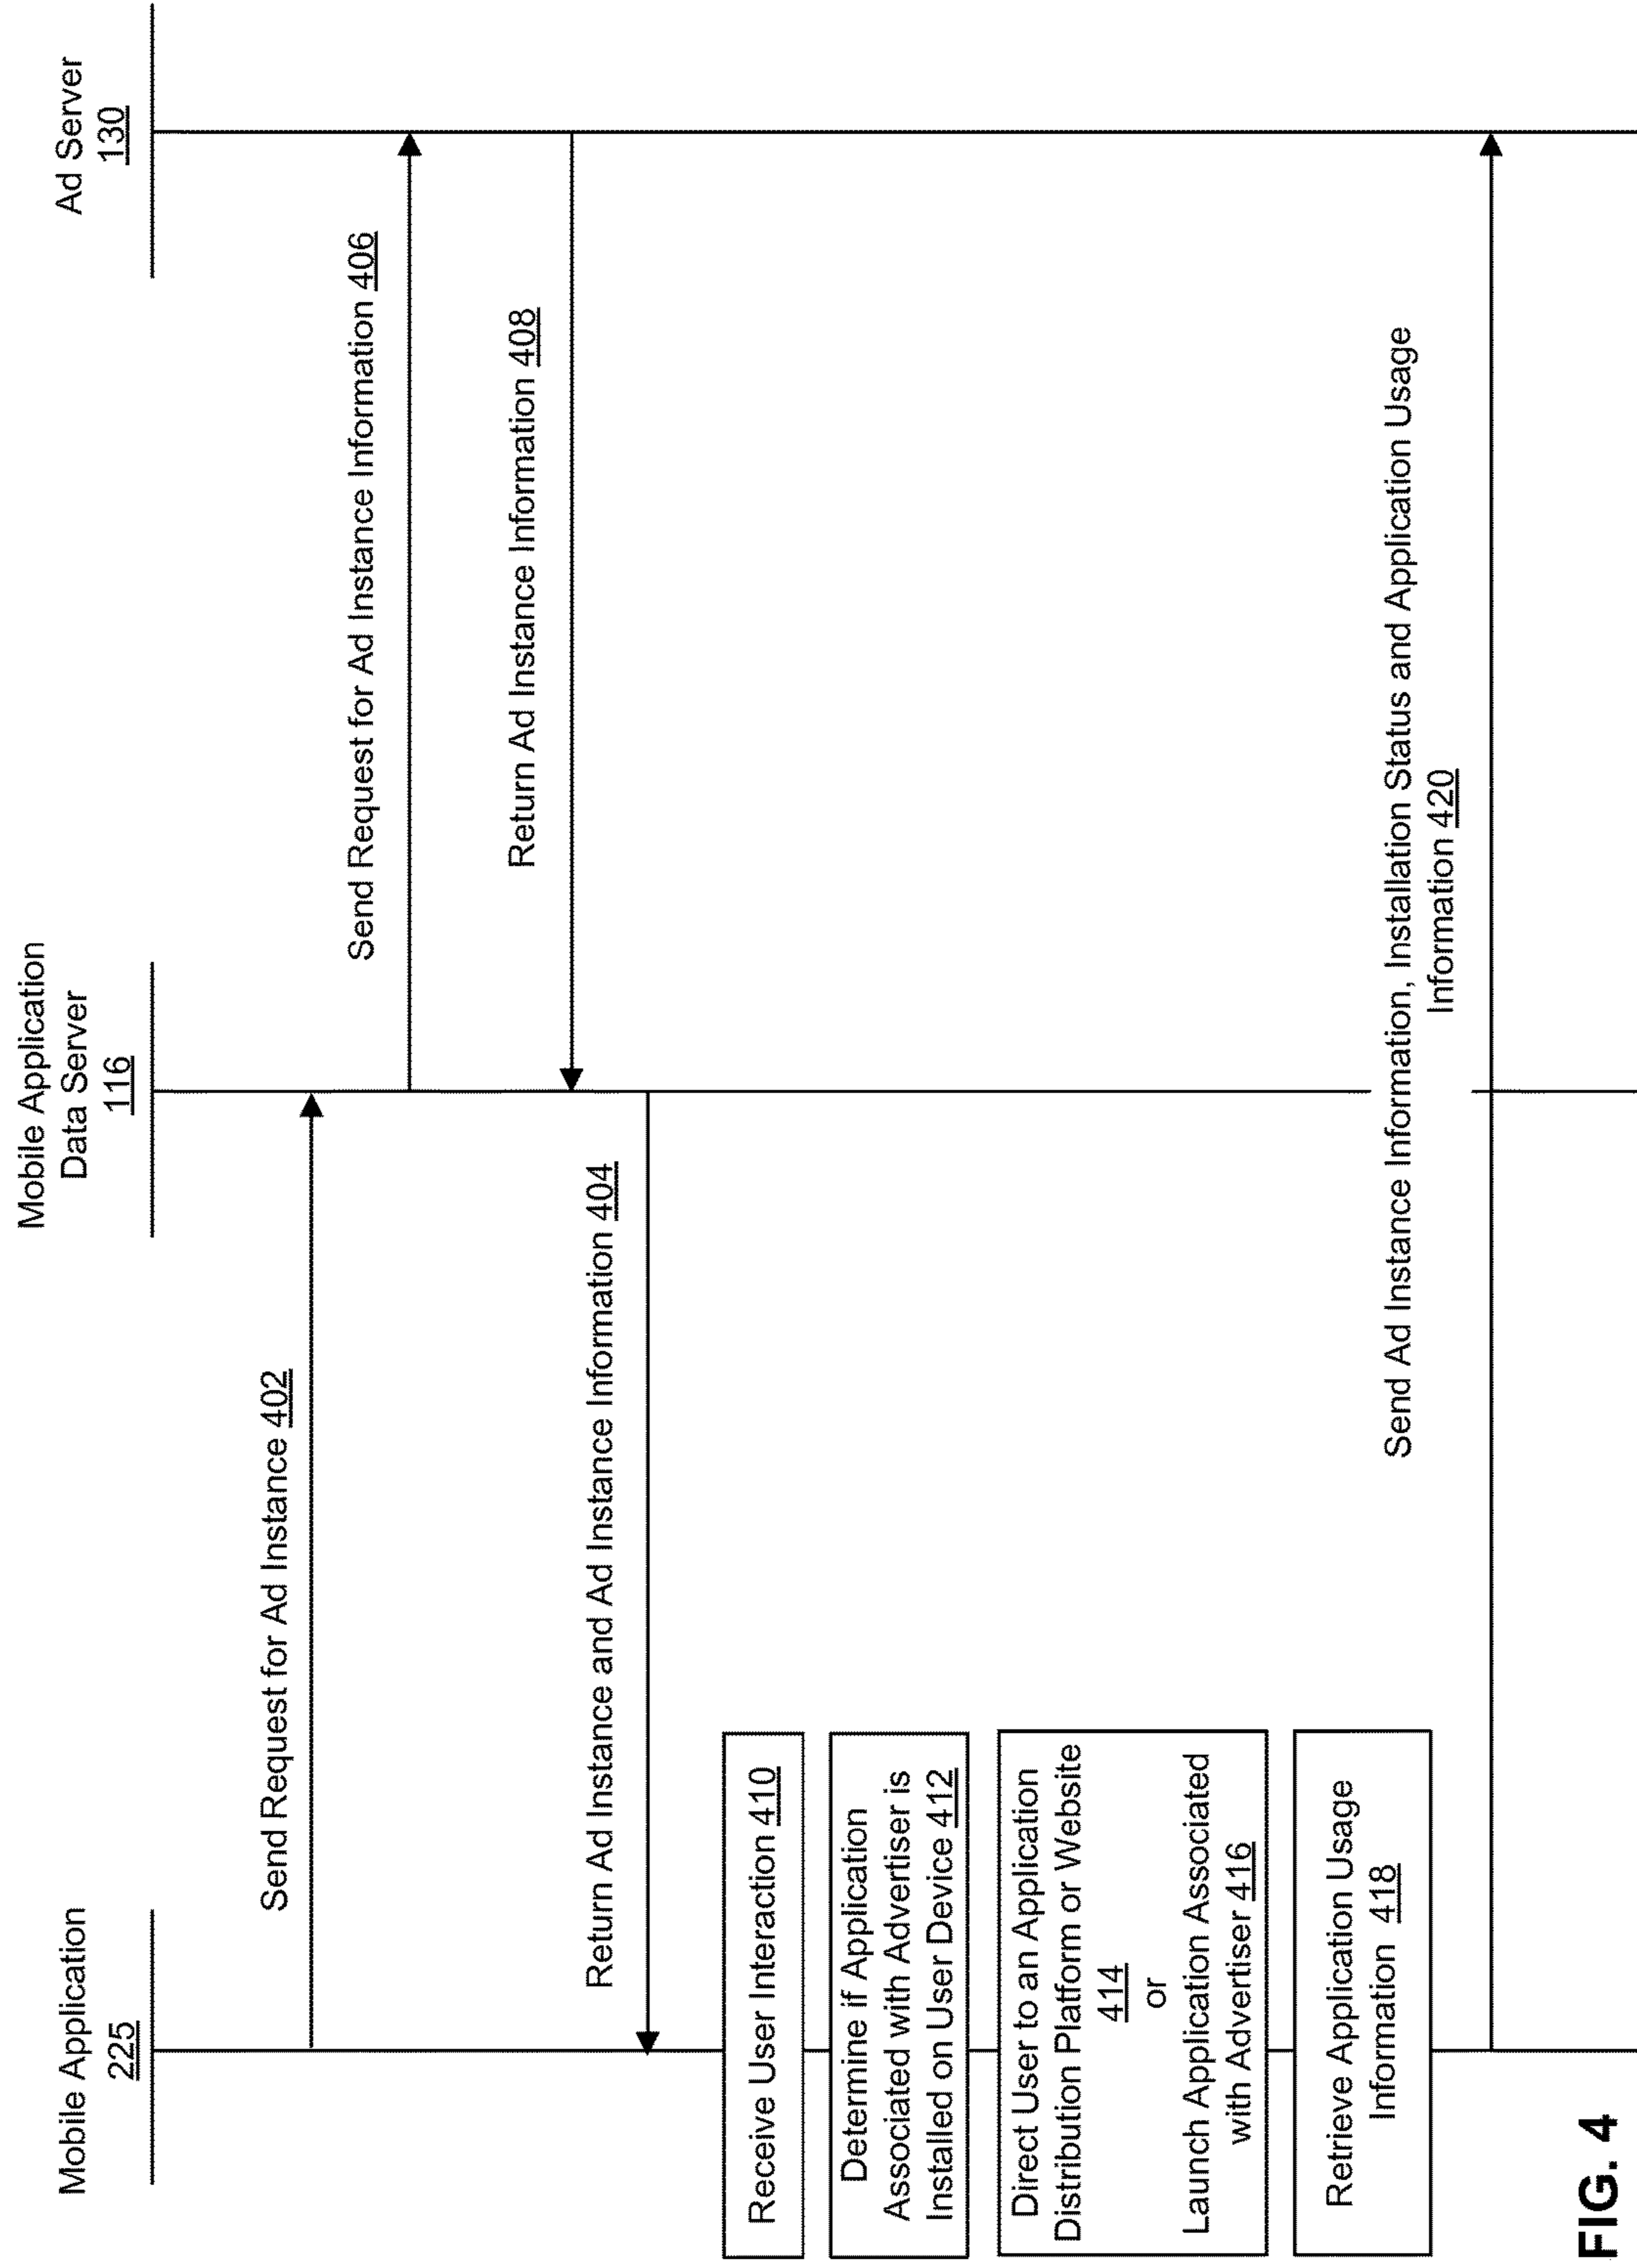 Mobile Application
225
Mobile Application
Data Server
116
Ad Server
130
Send Request for Ad Instance 402
Send Request for Ad Instance Information 406
Return Ad Instance Information 408
Return Ad Instance and Ad Instance Information 404
Receive User Interaction 410
Determine if Application
Associated with Advertiser is
Installed on User Device 412
Direct User to an Application
Distribution Platform or Website
414
or
Launch Application Associated
with Advertiser 416
Retrieve Application Usage
Information 418
Send Ad Instance Information, Installation Status and Application Usage
Information 420
FIG. 4